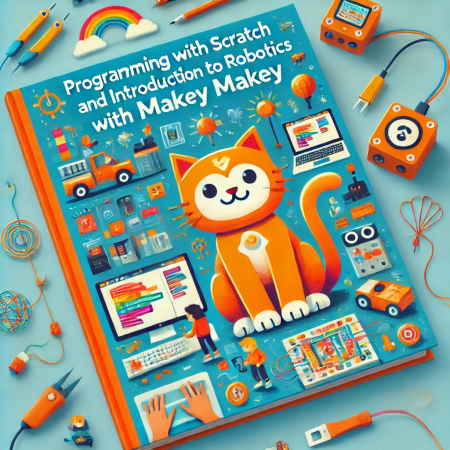 Programming with Scratch
and Introduction to Robotics
with Makey Makey